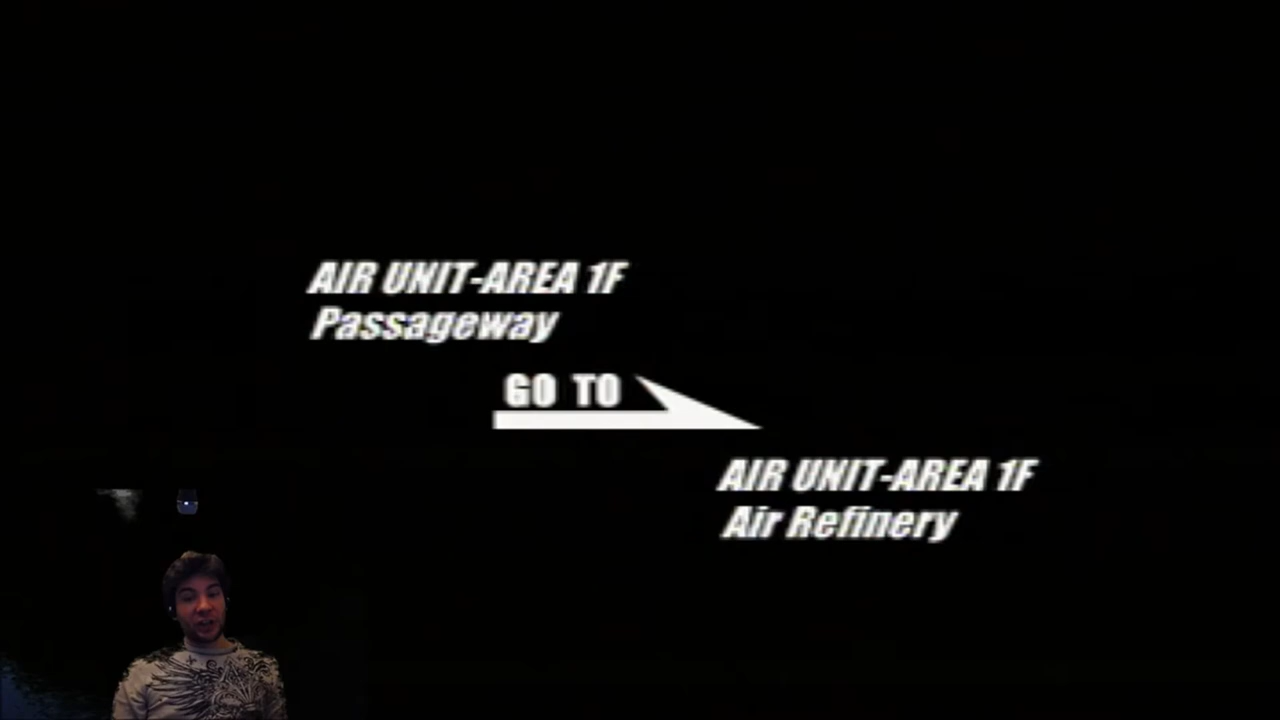 AIR UNIT-AREA 1F
Passageway
GO TO
AIR UNIT-AREA 1F
Air Refinery